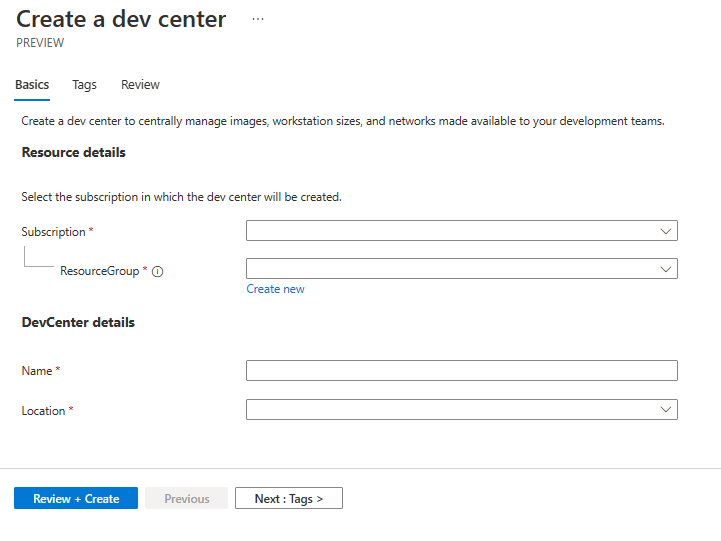 Create a dev center ...
PREVIEW
Basics Tags Review
Create a dev center to centrally manage images, workstation sizes, and networks made available to your development teams.
Resource details
Select the subscription in which the dev center will be created.
Subscription *
ResourceGroup *
Create new
DevCenter details
Name *
Location *
Review + Create Previous Next : Tags >